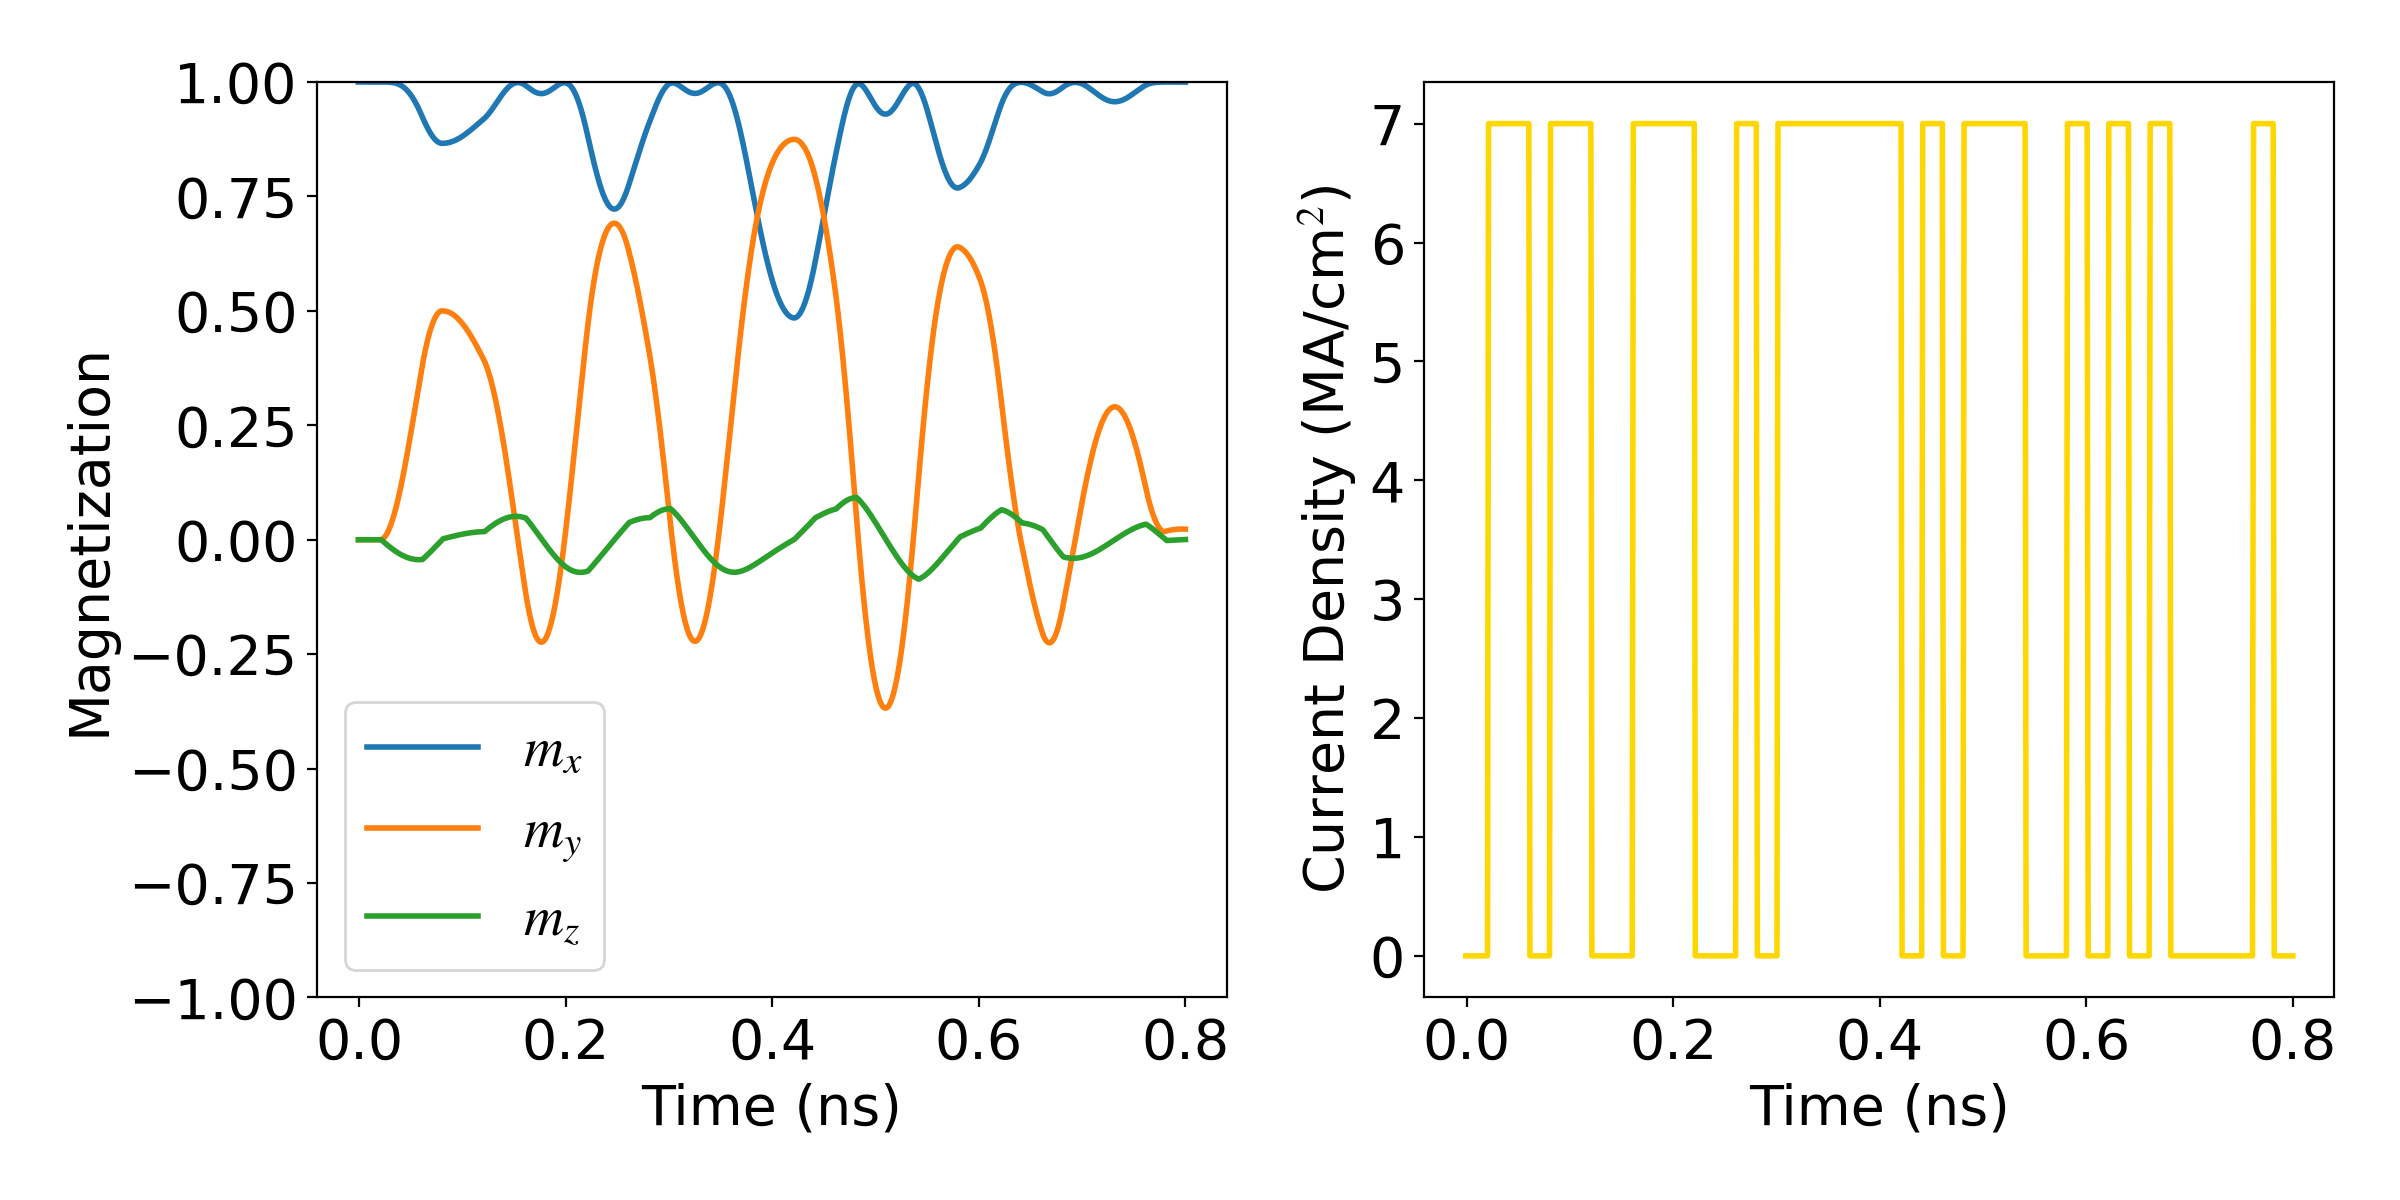 1.00
0.75
0.50
0.25
0.00
−0.25
−0.50
−0.75
−1.00
Magnetization
0.0 0.2 0.4 0.6 0.8
Time (ns)
m_x
m_y
m_z
7
6
5
4
3
2
1
0
Current Density (MA/cm²)
0.0 0.2 0.4 0.6 0.8
Time (ns)